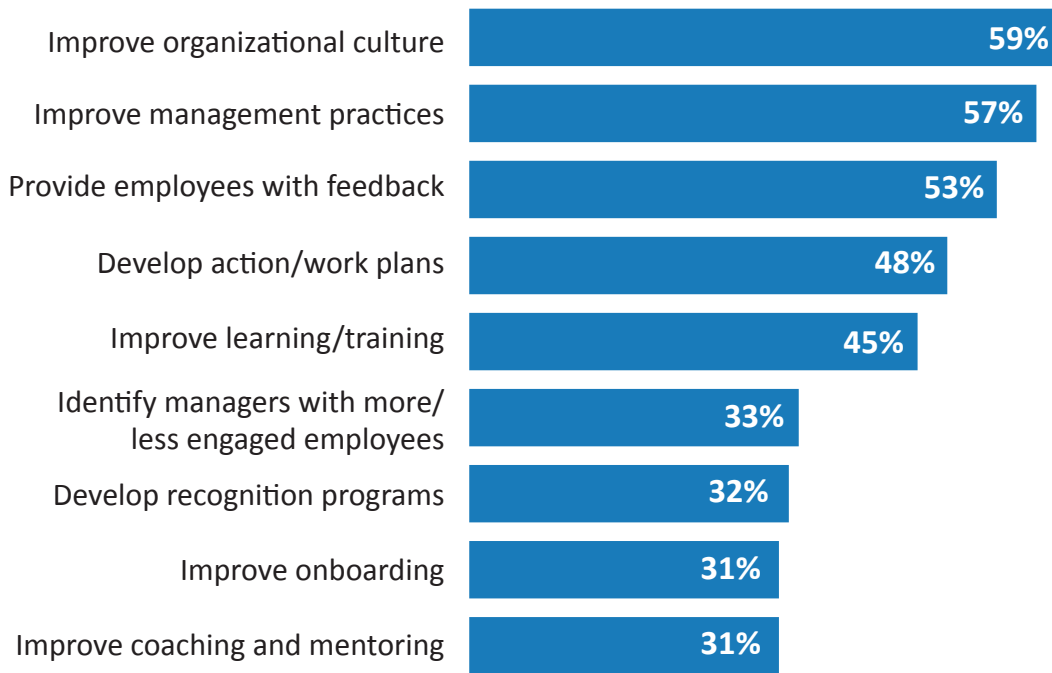 Improve organizational culture 59%
Improve management practices 57%
Provide employees with feedback 53%
Develop action/work plans 48%
Improve learning/training 45%
Identify managers with more/
less engaged employees 33%
Develop recognition programs 32%
Improve onboarding 31%
Improve coaching and mentoring 31%